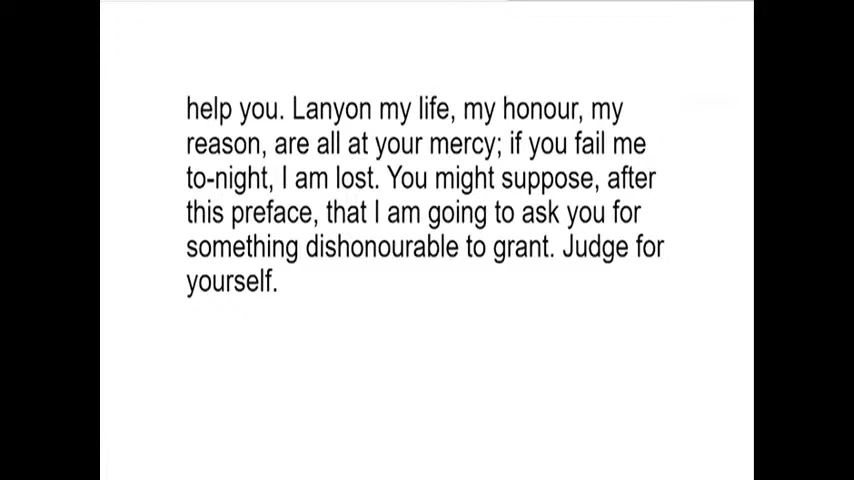 help you. Lanyon my life, my honour, my
reason, are all at your mercy; if you fail me
to-night, I am lost. You might suppose, after
this preface, that I am going to ask you for
something dishonourable to grant. Judge for
yourself.